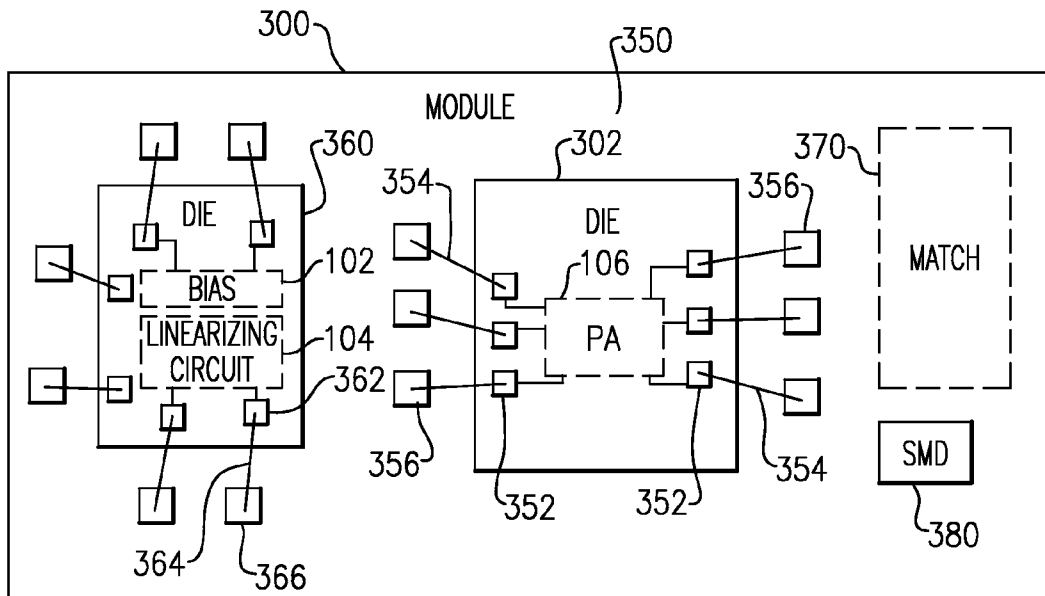 300
350
MODULE
360
302
370
354
356
DIE
DIE
106
102
BIAS
MATCH
LINEARIZING
CIRCUIT
104
PA
362
356
352
352
354
SMD
364
366
380